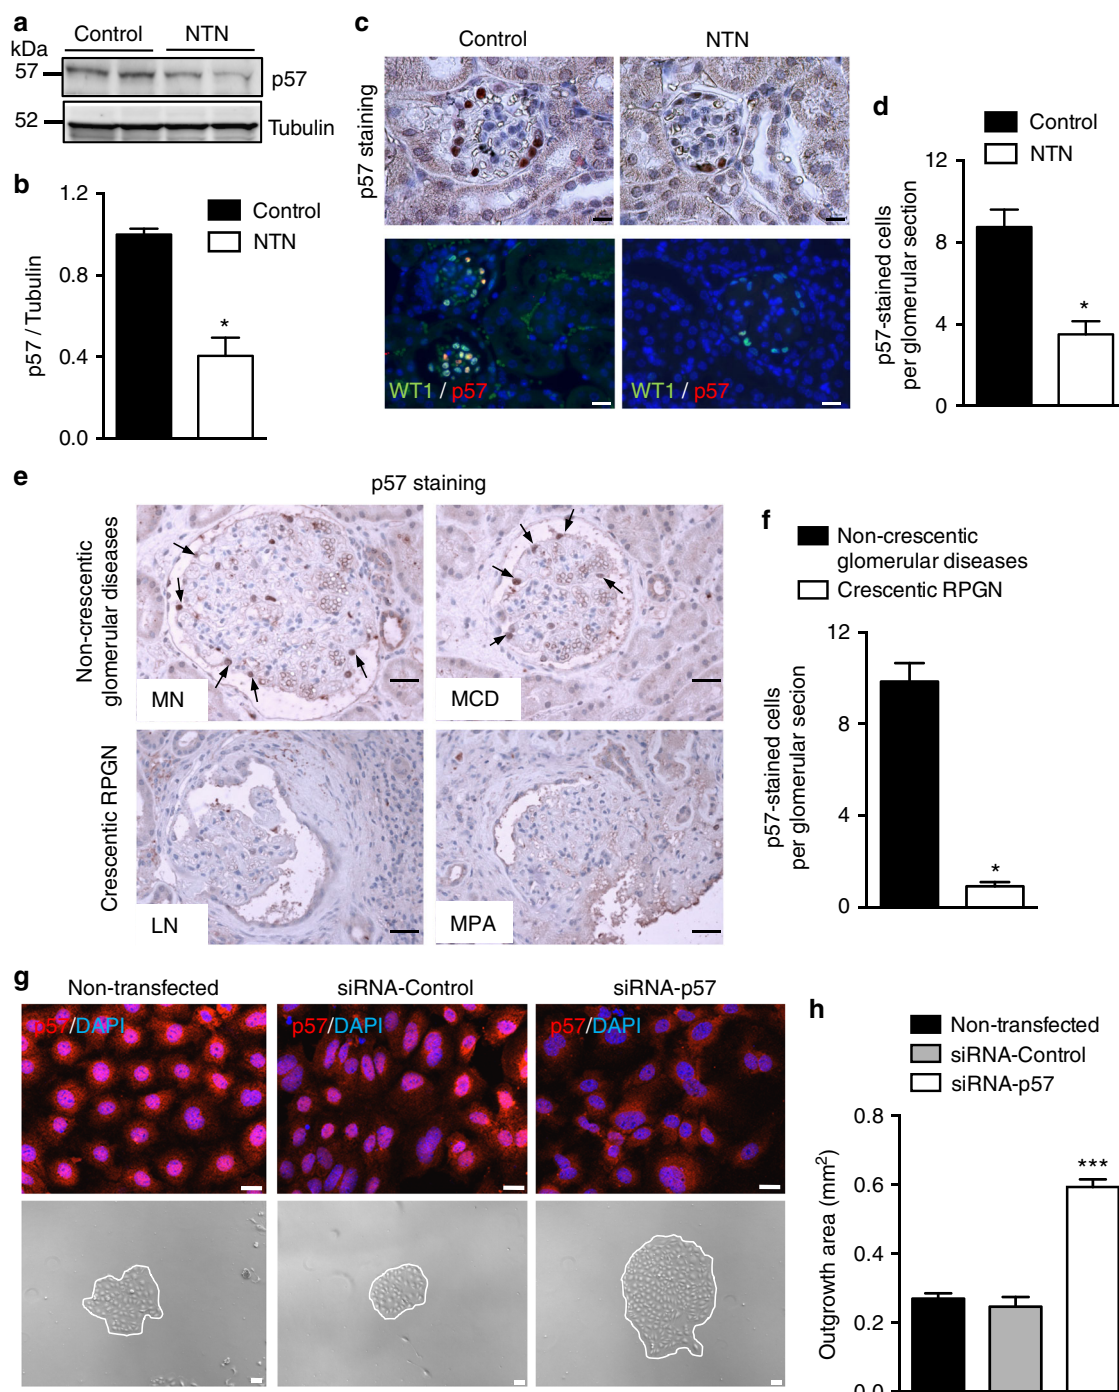 a
kDa
Control
NTN
57
p57
52
Tubulin
b
1.2
0.8
0.4
0.0
p57 / Tubulin
Control
NTN
*
c
Control
NTN
p57 staining
WT1 / p57
WT1 / p57
d
Control
NTN
12
8
4
0
p57-stained cells
per glomerular section
*
e
p57 staining
Non-crescentic
glomerular diseases
MN
MCD
Crescentic RPGN
LN
MPA
f
Non-crescentic
glomerular diseases
Crescentic RPGN
12
8
4
0
p57-stained cells
per glomerular secion
*
g
Non-transfected
siRNA-Control
siRNA-p57
p57/DAPI
p57/DAPI
p57/DAPI
h
Non-transfected
siRNA-Control
siRNA-p57
0.8
0.6
0.4
0.2
0.0
Outgrowth area (mm²)
***